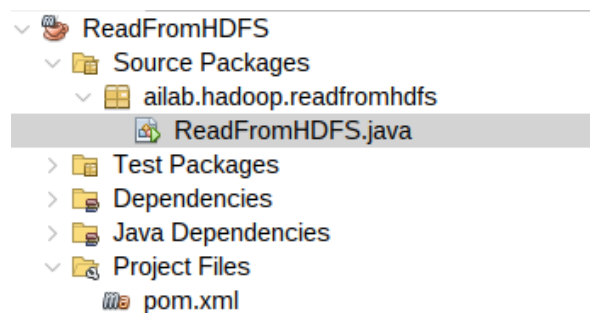 ReadFromHDFS
Source Packages
ailab.hadoop.readfromhdfs
ReadFromHDFS.java
Test Packages
Dependencies
Java Dependencies
Project Files
pom.xml